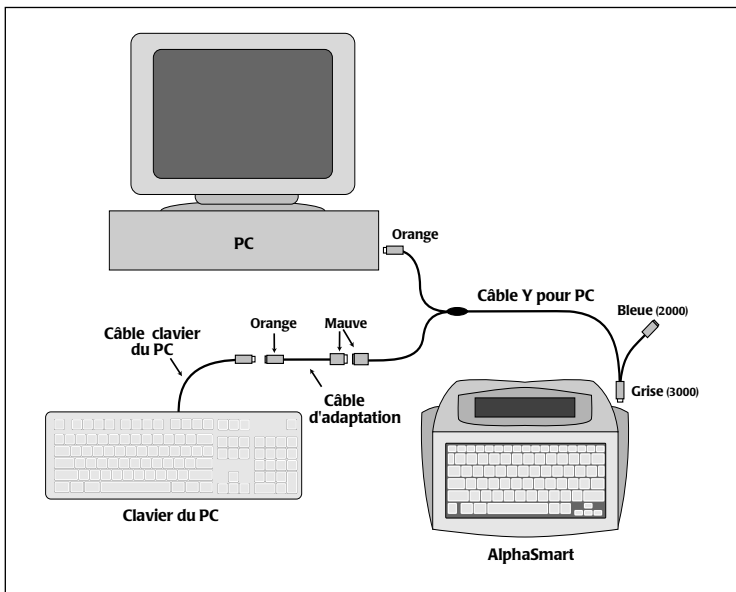 PC
Orange
Câble Y pour PC
Bleue (2000)
Câble clavier
du PC
Orange
Mauve
Câble
d'adaptation
Grise (3000)
Clavier du PC
AlphaSmart